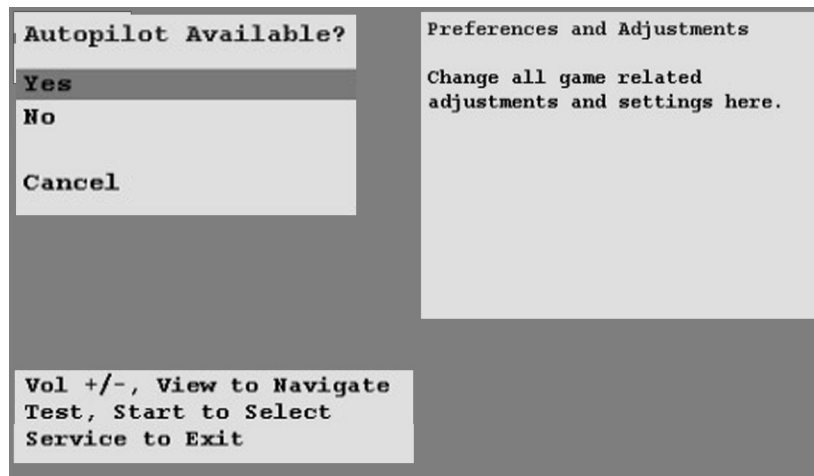 Autopilot Available?
Yes
No
Cancel
Preferences and Adjustments
Change all game related
adjustments and settings here.
Vol +/-, View to Navigate
Test, Start to Select
Service to Exit